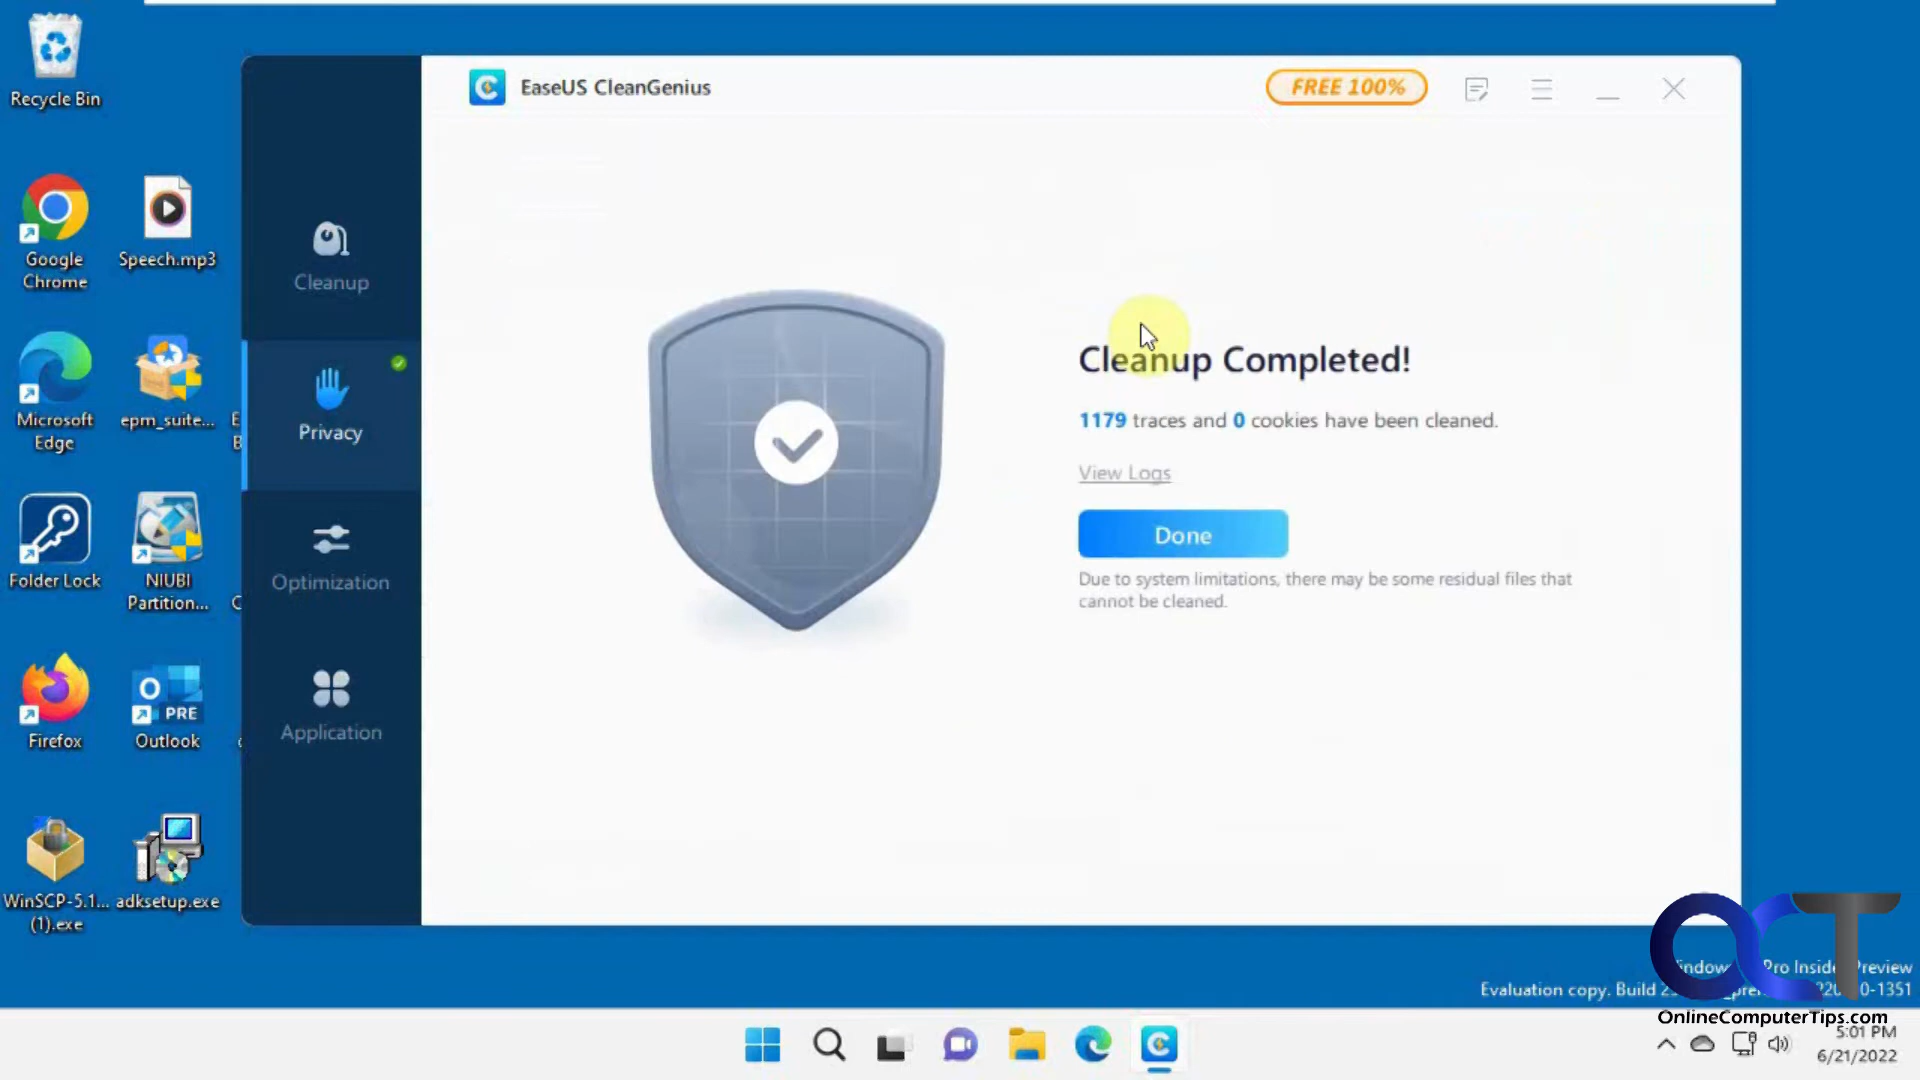 Recycle Bin
Google
Chrome
Speech.mp3
Microsoft
Edge
epm_suite...
E
B
Folder Lock
NIUBI
Partition...
C
Firefox
PRE
Outlook
WinSCP-5.1...
(1).exe
adksetup.exe
EaseUS CleanGenius
FREE 100%
Cleanup
Privacy
Optimization
Application
Cleanup Completed!
1179 traces and 0 cookies have been cleaned.
View Logs
Done
Due to system limitations, there may be some residual files that
cannot be cleaned.
Pro Preview
Evaluation copy. Build
OCT
OnlineComputerTips.com
5:01 PM
6/21/2022